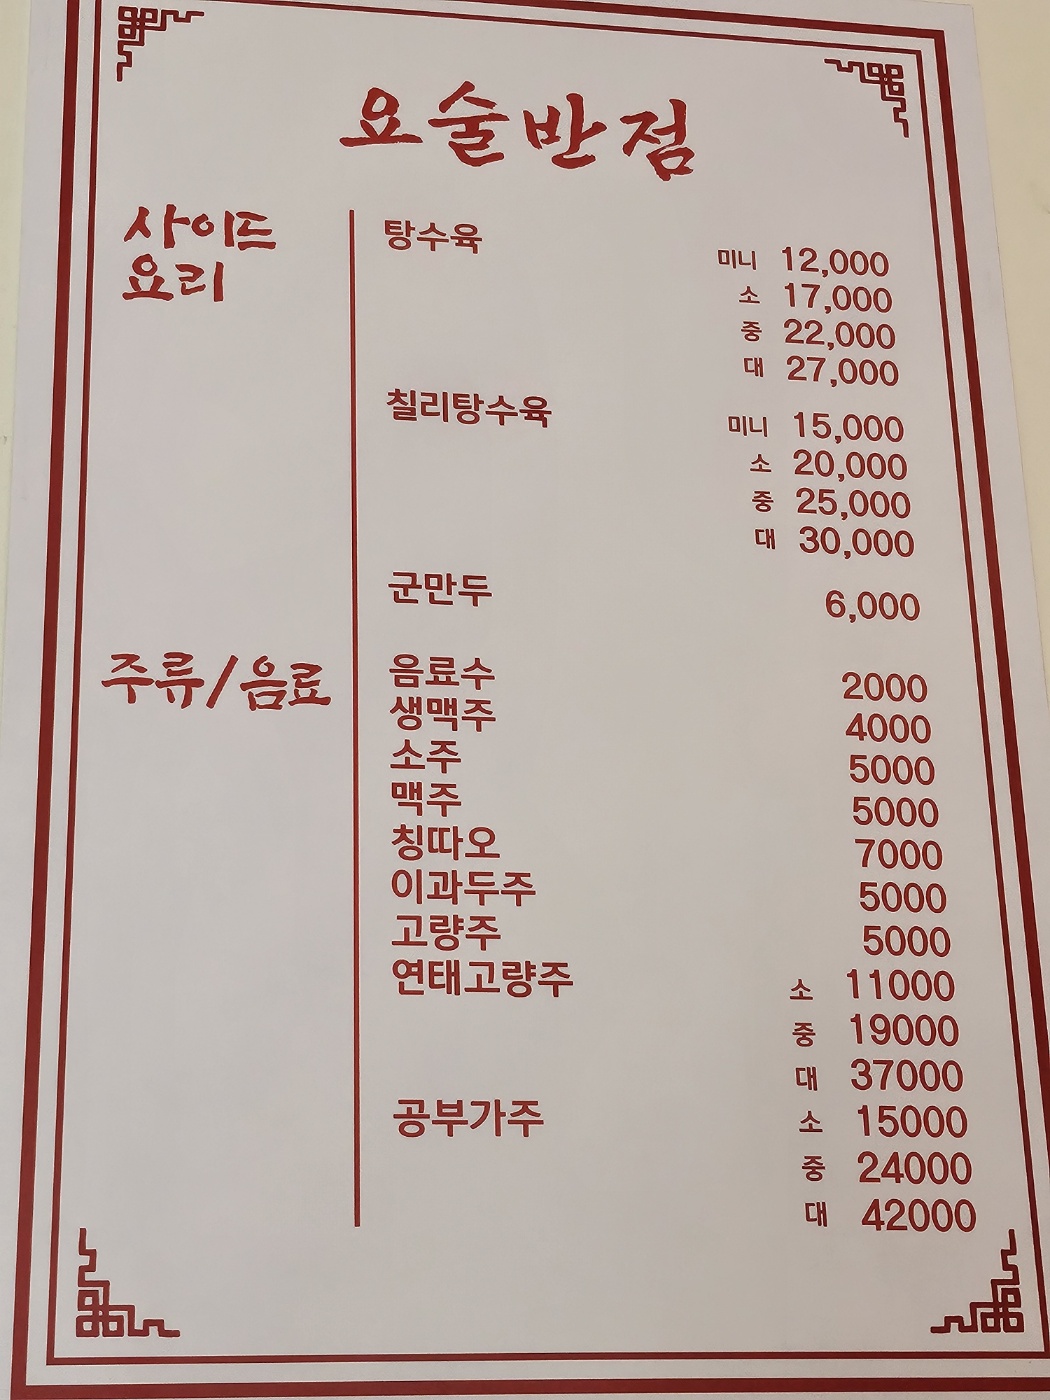 요술반점
사이드
요리
탕수육
미니 12,000
소 17,000
중 22,000
대 27,000
칠리탕수육
미니 15,000
소 20,000
중 25,000
대 30,000
군만두 6,000
주류/음료
음료수 2000
생맥주 4000
소주 5000
맥주 5000
칭따오 7000
이과두주 5000
고량주 5000
연태고량주 소 11000
중 19000
대 37000
공부가주 소 15000
중 24000
대 42000